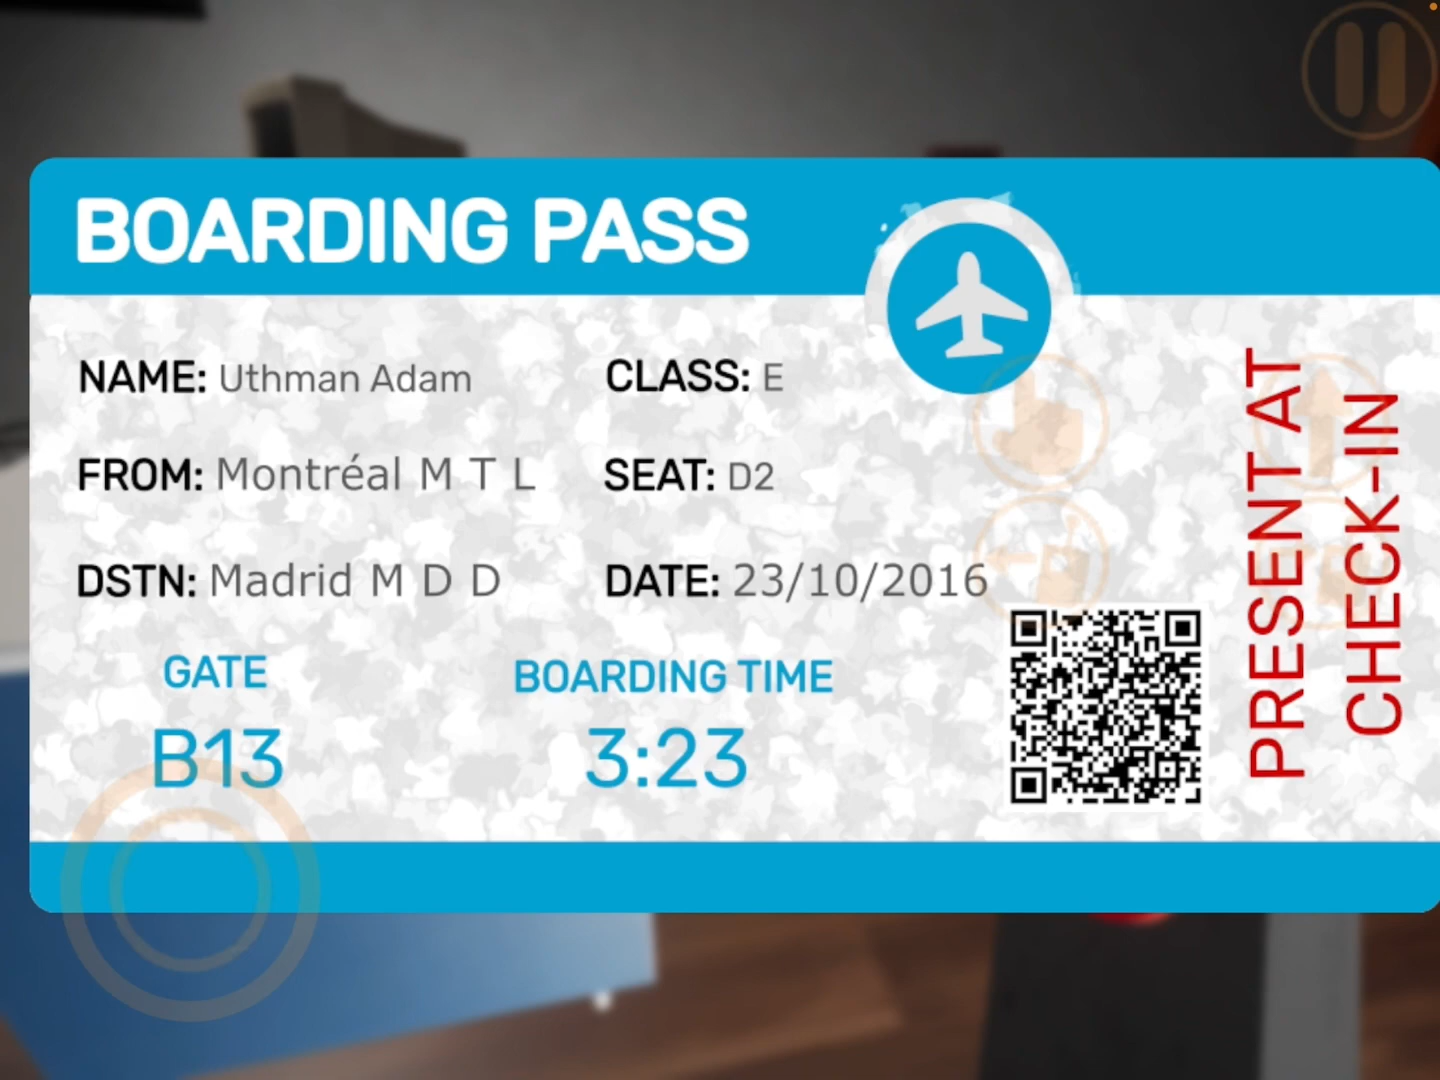 BOARDING PASS
NAME: Uthman Adam
CLASS: E
FROM: Montréal M T L
SEAT: D2
DSTN: Madrid M D D
DATE: 23/10/2016
GATE
B13
BOARDING TIME
3:23
PRESENT AT
CHECK-IN